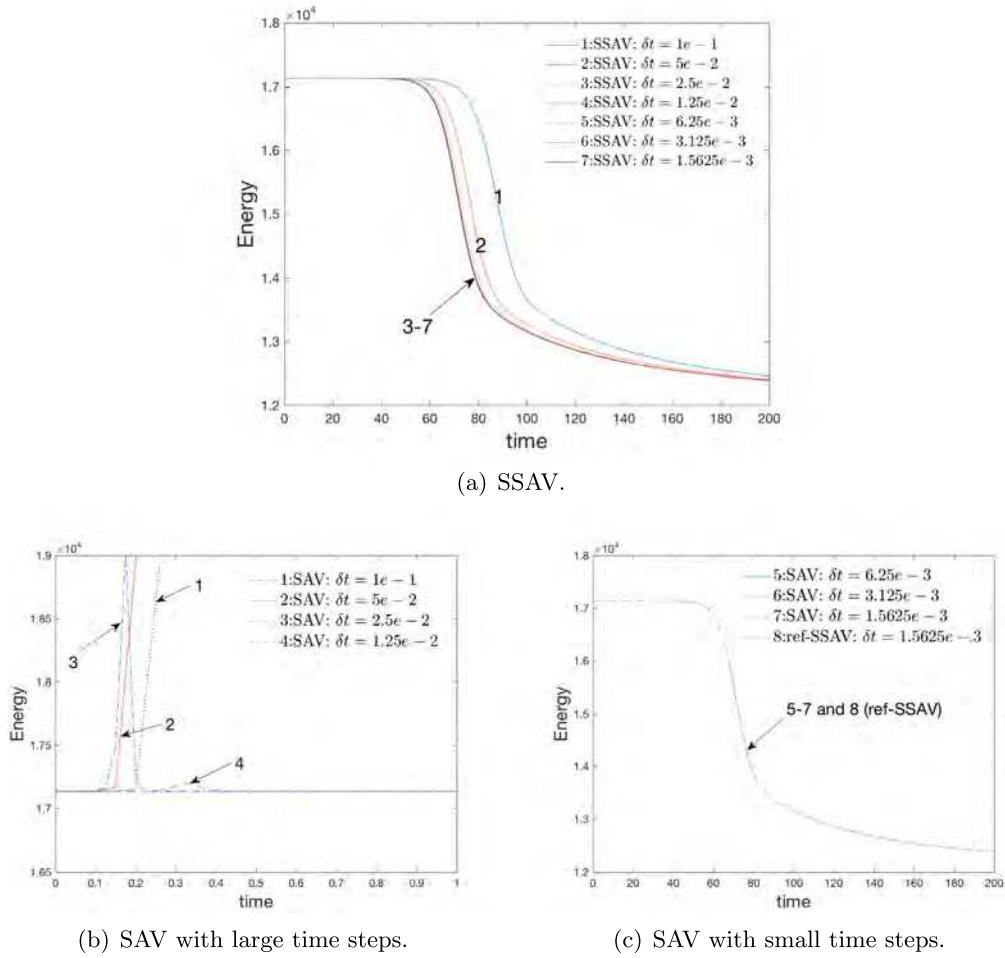 ×10⁴
1.8
1.7
1.6
1.5
1.4
1.3
1.2
Energy
1:SSAV: δt = 1e − 1
2:SSAV: δt = 5e − 2
3:SSAV: δt = 2.5e − 2
4:SSAV: δt = 1.25e − 2
5:SSAV: δt = 6.25e − 3
6:SSAV: δt = 3.125e − 3
7:SSAV: δt = 1.5625e − 3
1
2
3-7
0 20 40 60 80 100 120 140 160 180 200
time
(a) SSAV.
×10⁴
1.9
1.85
1.8
1.75
1.7
1.65
Energy
1:SAV: δt = 1e − 1
2:SAV: δt = 5e − 2
3:SAV: δt = 2.5e − 2
4:SAV: δt = 1.25e − 2
1
3
2
4
0 0.1 0.2 0.3 0.4 0.5 0.6 0.7 0.8 0.9 1
time
(b) SAV with large time steps.
×10⁴
1.8
1.7
1.6
1.5
1.4
1.3
1.2
Energy
5:SAV: δt = 6.25e − 3
6:SAV: δt = 3.125e − 3
7:SAV: δt = 1.5625e − 3
8:ref-SSAV: δt = 1.5625e − 3
5-7 and 8 (ref-SSAV)
0 20 40 60 80 100 120 140 160 180 200
time
(c) SAV with small time steps.